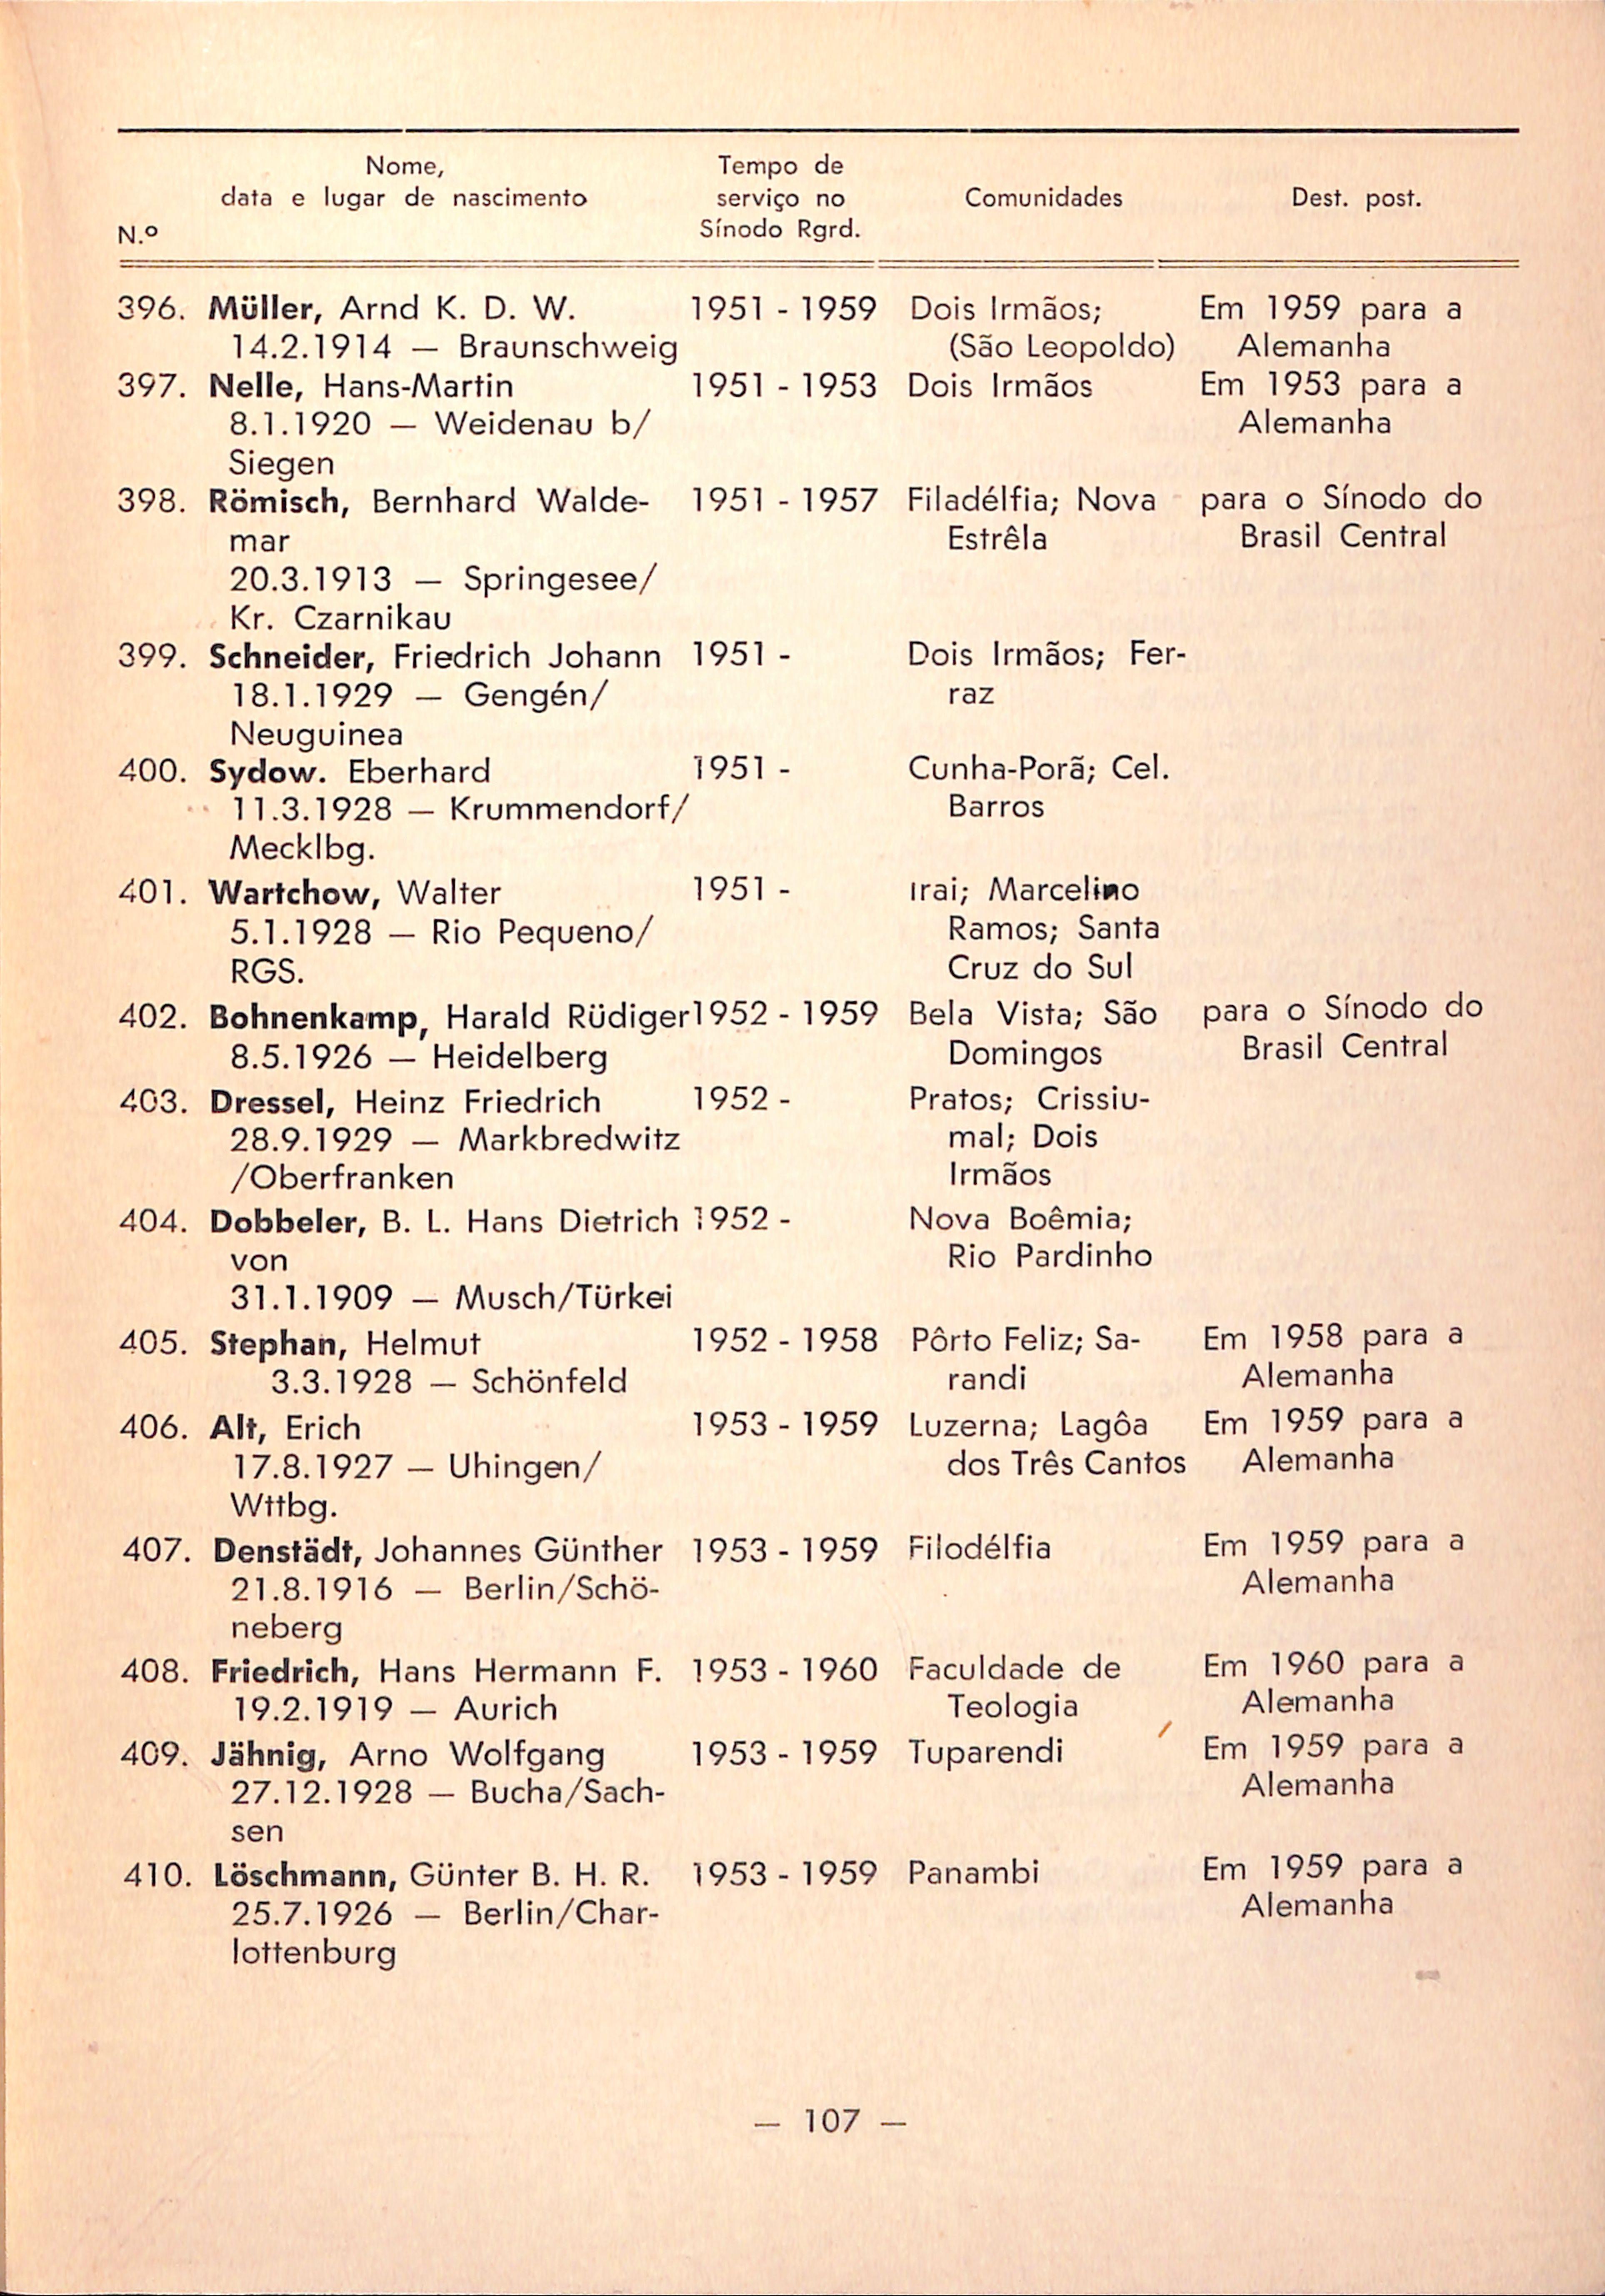 Nome,
data e lugar de nascimento
N.º
Tempo de
serviço no
Sínodo Rgrd.
Comunidades
Dest. post.
396. Müller, Arnd K. D. W. 1951 - 1959 Dois Irmãos; Em 1959 para a
14.2.1914 — Braunschweig (São Leopoldo) Alemanha
397. Nelle, Hans-Martin 1951 - 1953 Dois Irmãos Em 1953 para a
8.1.1920 — Weidenau b/ Alemanha
Siegen
398. Römisch, Bernhard Walde- 1951 - 1957 Filadélfia; Nova para o Sínodo do
mar Estrêla Brasil Central
20.3.1913 — Springesee/
Kr. Czarnikau
399. Schneider, Friedrich Johann 1951 - Dois Irmãos; Fer-
18.1.1929 — Gengén/ raz
Neuguinea
400. Sydow. Eberhard 1951 - Cunha-Porã; Cel.
11.3.1928 — Krummendorf/ Barros
Mecklbg.
401. Wartchow, Walter 1951 - Irai; Marcelino
5.1.1928 — Rio Pequeno/ Ramos; Santa
RGS. Cruz do Sul
402. Bohnenkamp, Harald Rüdiger 1952 - 1959 Bela Vista; São para o Sínodo do
8.5.1926 — Heidelberg Domingos Brasil Central
403. Dressel, Heinz Friedrich 1952 - Pratos; Crissiu-
28.9.1929 — Markbredwitz mal; Dois
/Oberfranken Irmãos
404. Dobbeler, B. L. Hans Dietrich 1952 - Nova Boêmia;
von Rio Pardinho
31.1.1909 — Musch/Türkei
405. Stephan, Helmut 1952 - 1958 Pôrto Feliz; Sa- Em 1958 para a
3.3.1928 — Schönfeld randi Alemanha
406. Alt, Erich 1953 - 1959 Luzerna; Lagôa Em 1959 para a
17.8.1927 — Uhingen/ dos Três Cantos Alemanha
Wttbg.
407. Denstädt, Johannes Günther 1953 - 1959 Filodélfia Em 1959 para a
21.8.1916 — Berlin/Schö- Alemanha
neberg
408. Friedrich, Hans Hermann F. 1953 - 1960 Faculdade de Em 1960 para a
19.2.1919 — Aurich Teologia Alemanha
409. Jähnig, Arno Wolfgang 1953 - 1959 Tuparendi Em 1959 para a
27.12.1928 — Bucha/Sach- Alemanha
sen
410. Löschmann, Günter B. H. R. 1953 - 1959 Panambi Em 1959 para a
25.7.1926 — Berlin/Char- Alemanha
lottenburg
— 107 —